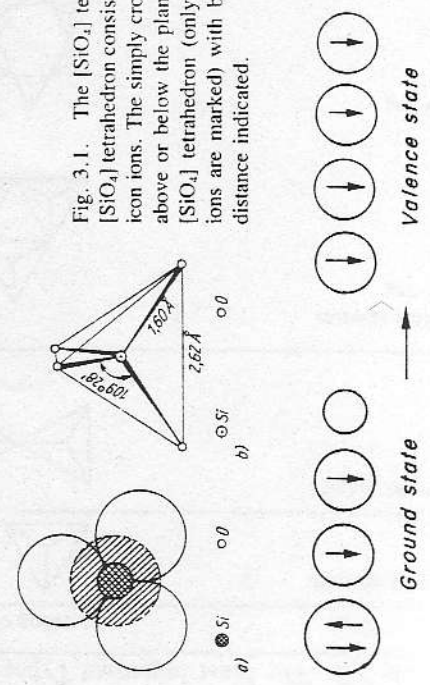 Fig. 3.1. The [SiO₄] te
[SiO₄] tetrahedron consis
icon ions. The simply cro
above or below the plan
[SiO₄] tetrahedron (only
ions are marked) with b
distance indicated.
109°28'
1,60 Å
2,62 Å
Si O
a)
Si O
b)
Ground state
Valence state